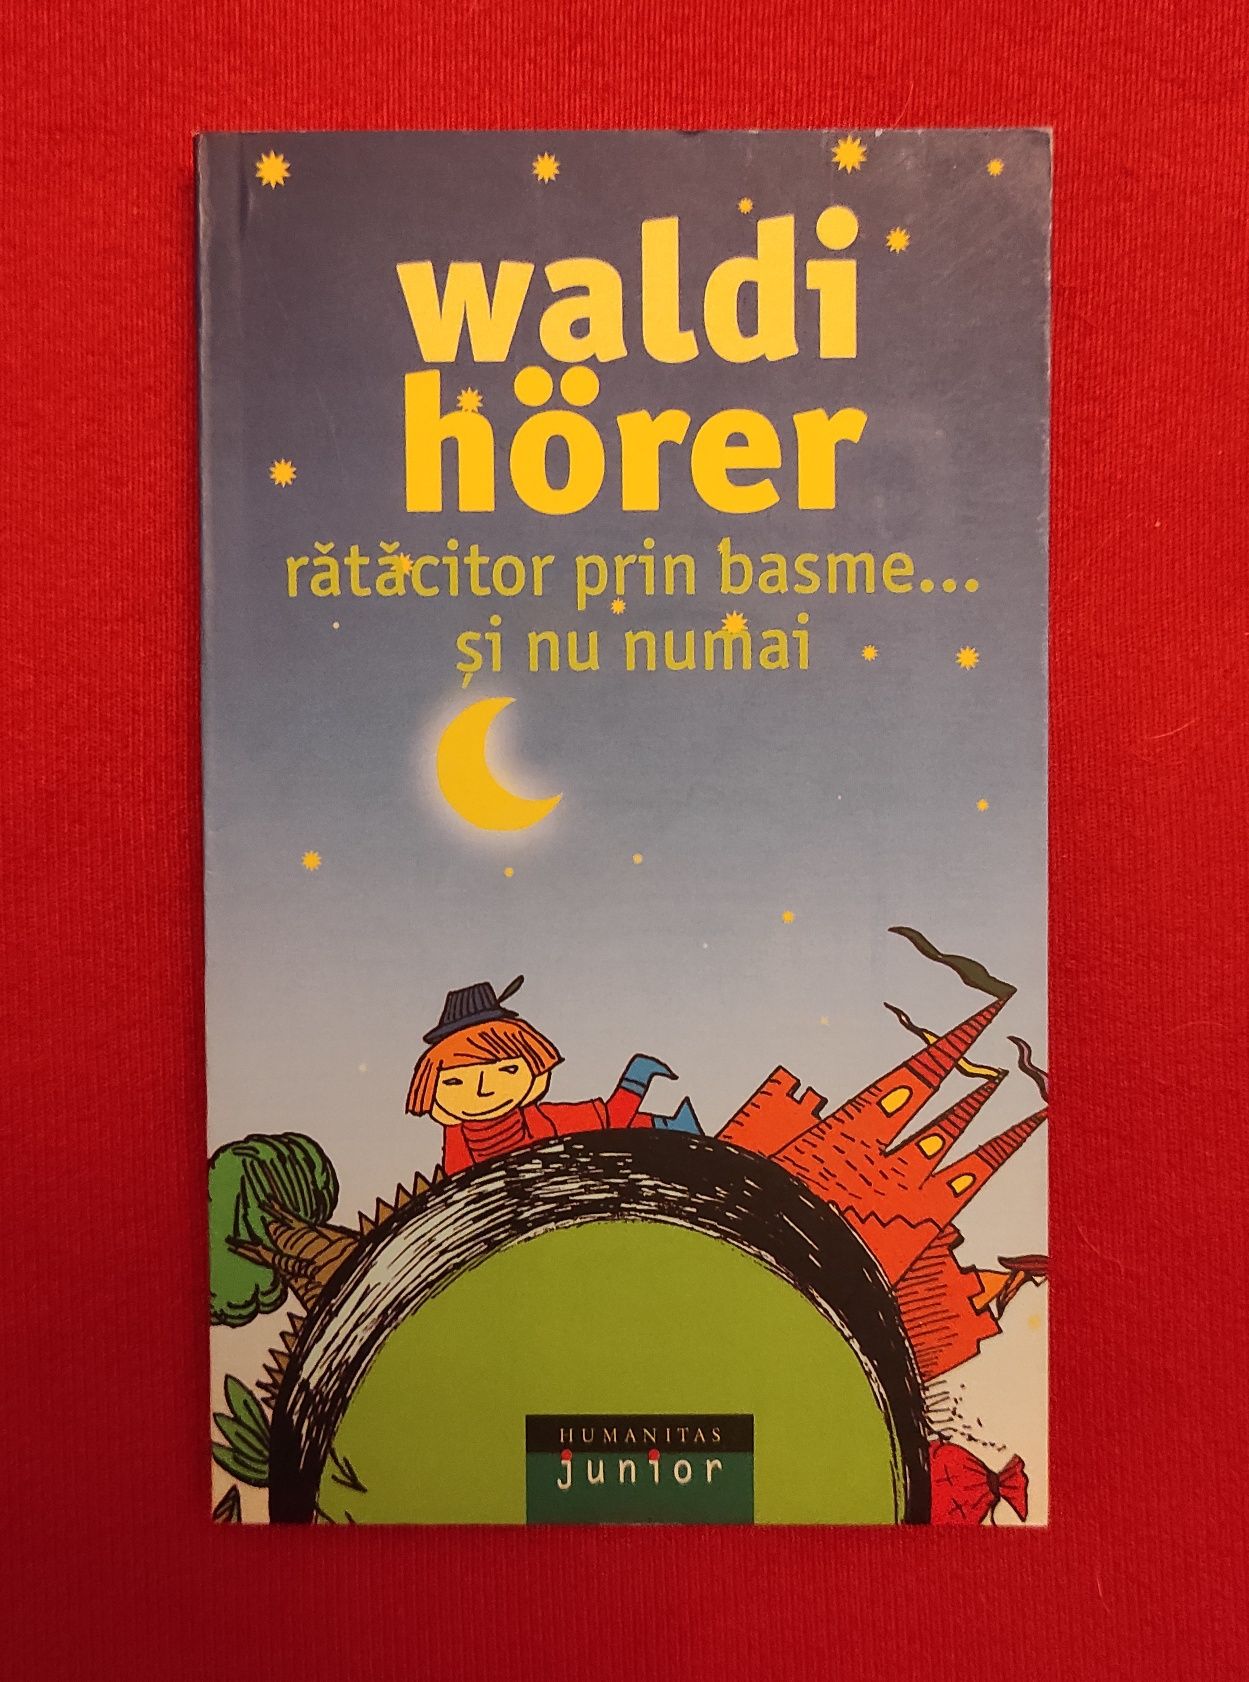 waldi
hörer
rătăcitor prin basme...
și nu numai
HUMANITAS
junior